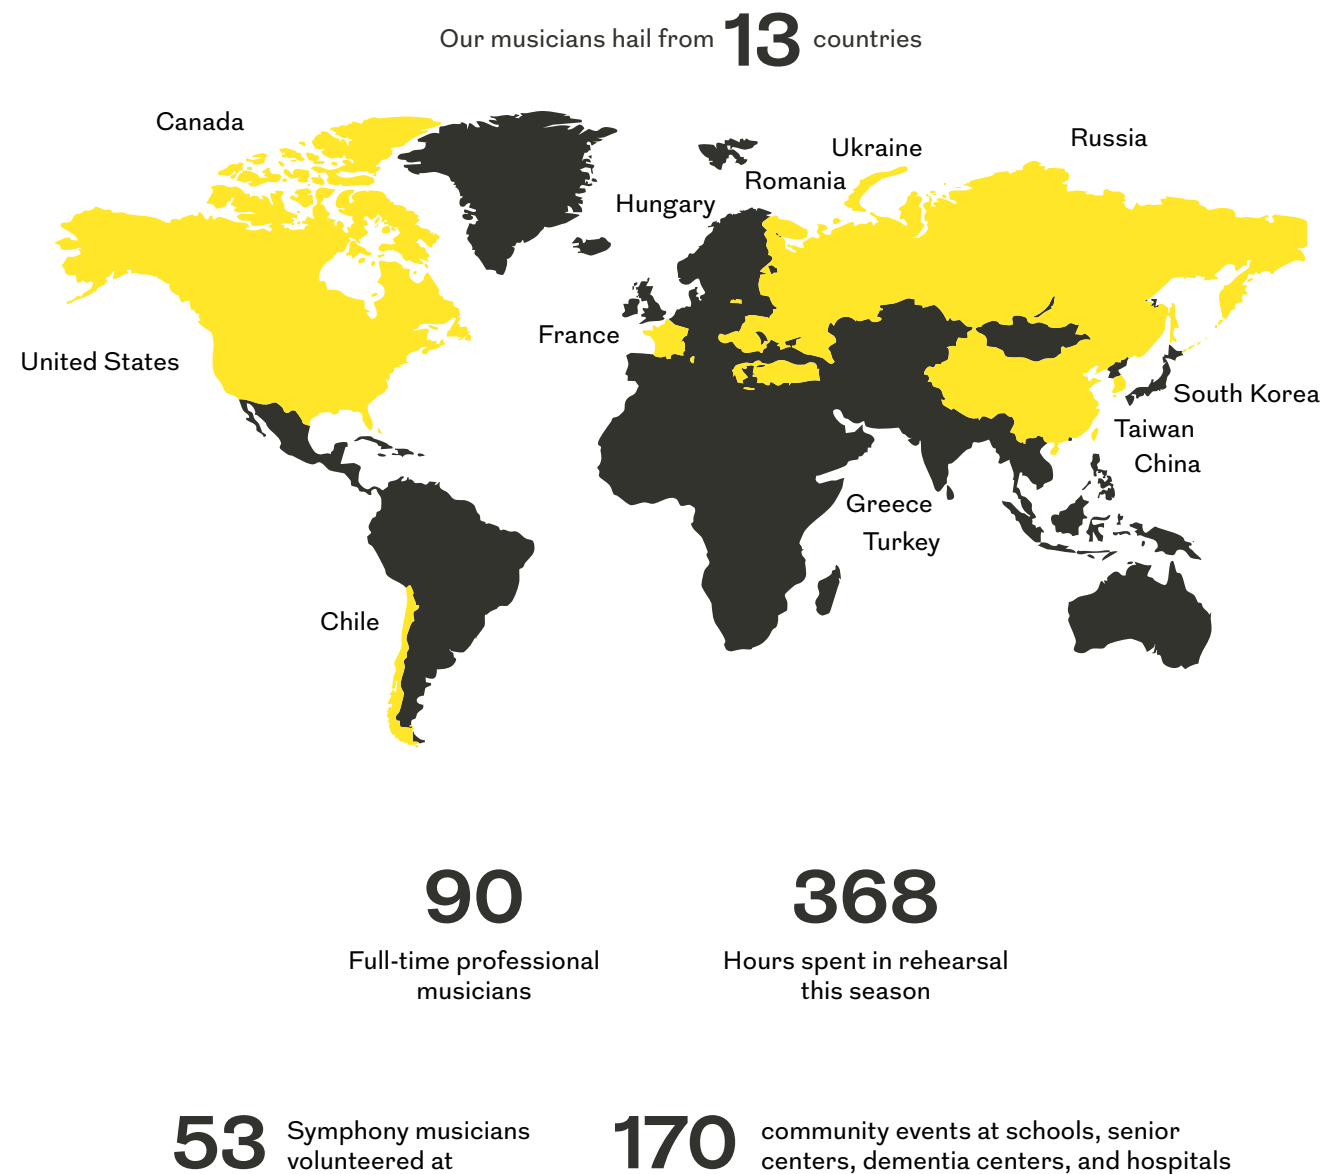 Our musicians hail from 13 countries
Canada
Ukraine
Russia
Romania
Hungary
France
United States
South Korea
Taiwan
China
Greece
Turkey
Chile
90
Full-time professional
musicians
368
Hours spent in rehearsal
this season
53
Symphony musicians
volunteered at
170
community events at schools, senior
centers, dementia centers, and hospitals